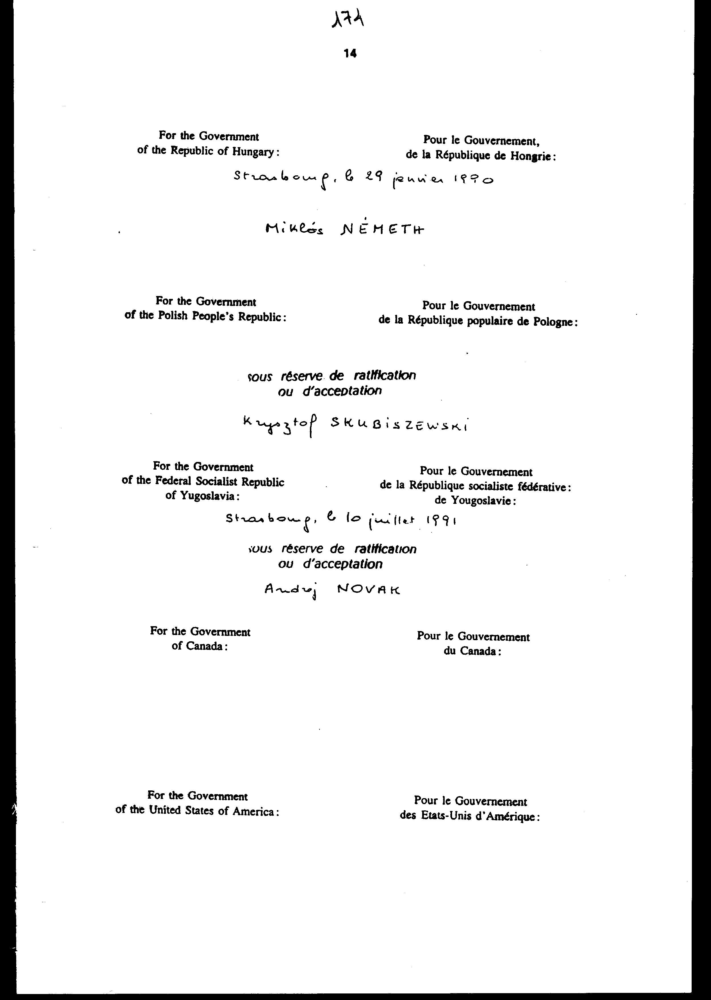 174
14
For the Government
of the Republic of Hungary:
Pour le Gouvernement,
de la République de Hongrie:
Strasbourg, le 29 janvier 1990
Miklós NÉMETH
For the Government
of the Polish People's Republic:
Pour le Gouvernement
de la République populaire de Pologne:
sous réserve de ratification
ou d'acceptation
Krzysztof SKUBISZEWSKI
For the Government
of the Federal Socialist Republic
of Yugoslavia:
Pour le Gouvernement
de la République socialiste fédérative:
de Yougoslavie:
Strasbourg, le 10 juillet 1991
sous réserve de ratification
ou d'acceptation
Andrej NOVAK
For the Government
of Canada:
Pour le Gouvernement
du Canada:
For the Government
of the United States of America:
Pour le Gouvernement
des Etats-Unis d'Amérique: